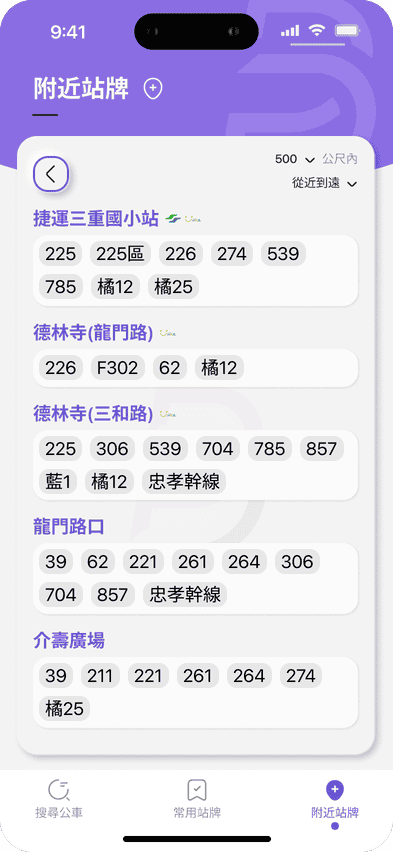 9:41
附近站牌
500 公尺內
從近到遠
捷運三重國小站
225 225區 226 274 539
785 橘12 橘25
德林寺(龍門路)
226 F302 62 橘12
德林寺(三和路)
225 306 539 704 785 857
藍1 橘12 忠孝幹線
龍門路口
39 62 221 261 264 306
704 857 忠孝幹線
介壽廣場
39 211 221 261 264 274
橘25
搜尋公車 常用站牌 附近站牌